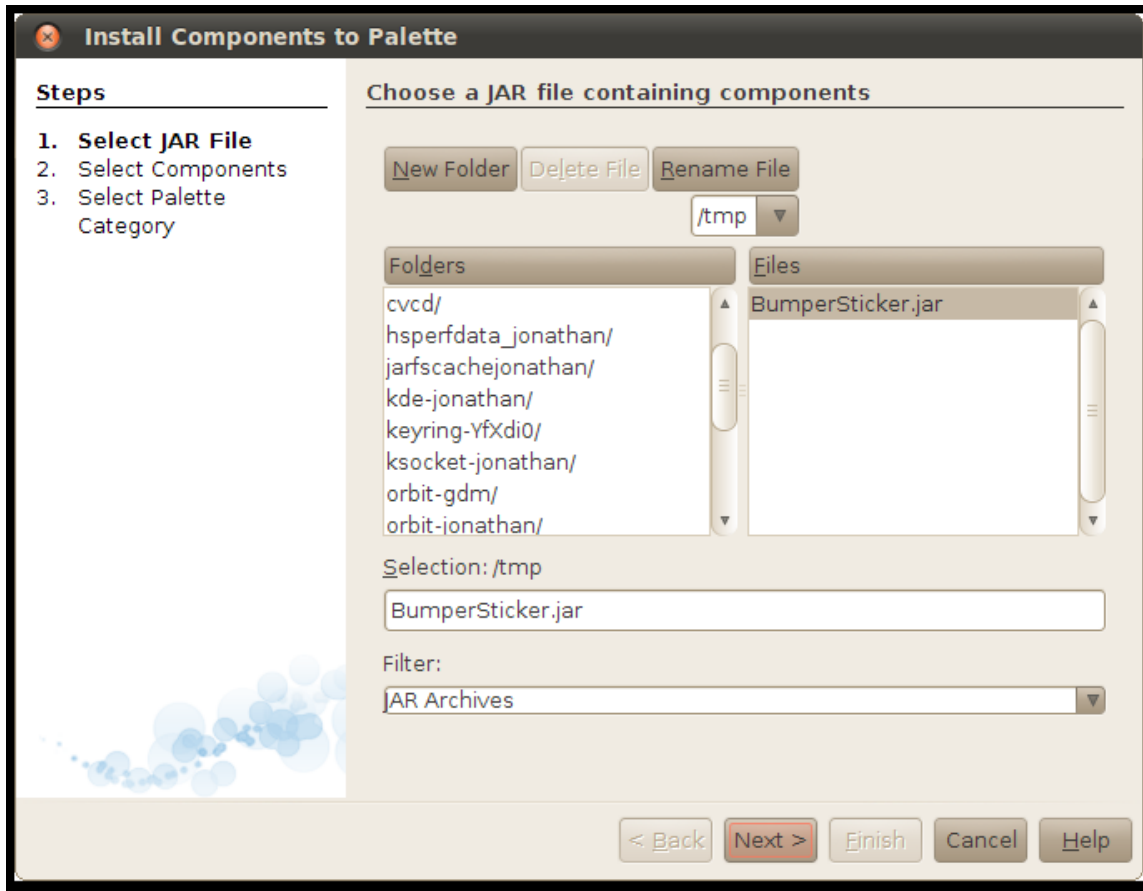 Install Components to Palette
Steps
1. Select JAR File
2. Select Components
3. Select Palette
Category
Choose a JAR file containing components
New Folder Delete File Rename File
/tmp
Folders
cvcd/
hsperfdata_jonathan/
jarfscachejonathan/
kde-jonathan/
keyring-YfXdi0/
ksocket-jonathan/
orbit-gdm/
orbit-jonathan/
Files
BumperSticker.jar
Selection: /tmp
BumperSticker.jar
Filter:
JAR Archives
< Back Next > Finish Cancel Help